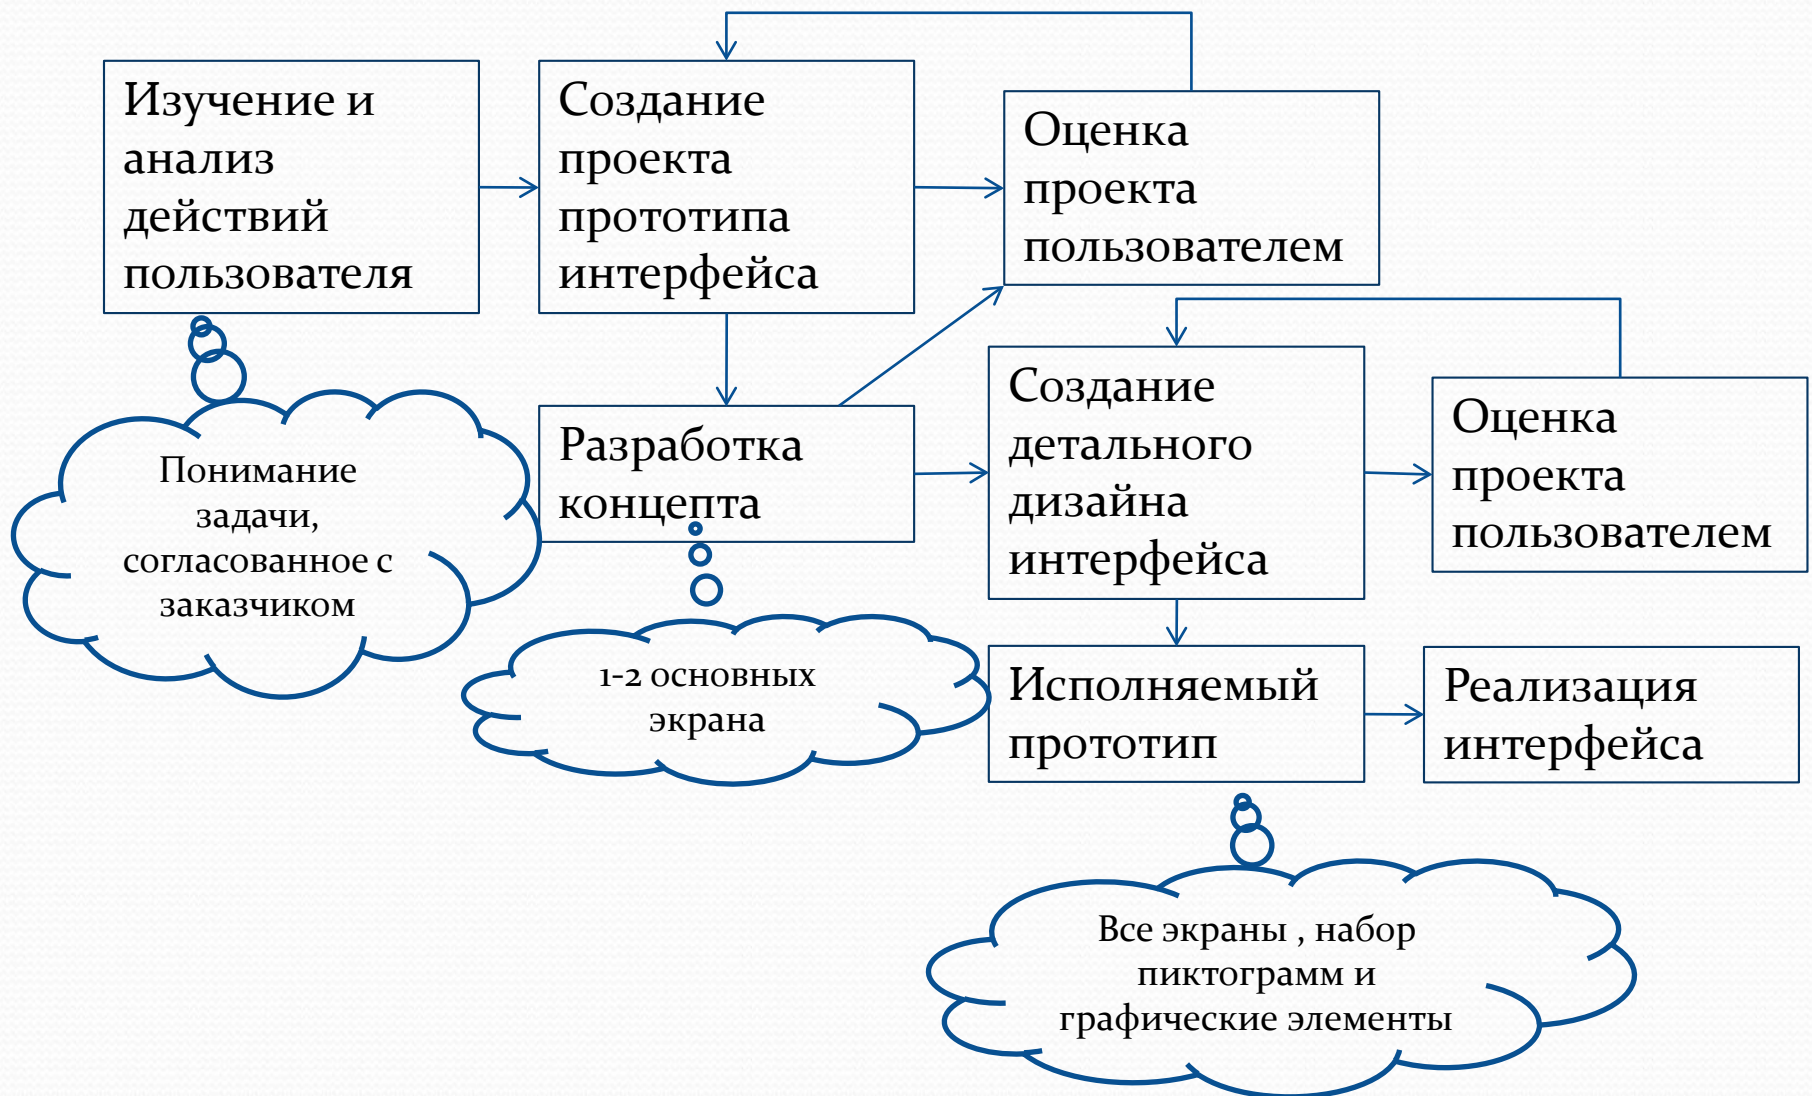 Изучение и
анализ
действий
пользователя
Создание
проекта
прототипа
интерфейса
Оценка
проекта
пользователем
Понимание
задачи,
согласованное с
заказчиком
Разработка
концепта
Создание
детального
дизайна
интерфейса
Оценка
проекта
пользователем
1-2 основных
экрана
Исполняемый
прототип
Реализация
интерфейса
Все экраны , набор
пиктограмм и
графические элементы